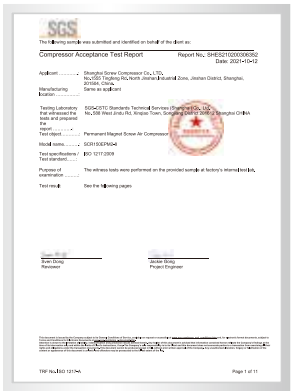 SGS
The following sample was submitted and identified on behalf of the client as:
Compressor Acceptance Test Report Report No.: SHES210200306352
Date: 2021-10-12
Applicant : Shanghai Screw Compressor Co., LTD.
No.1555 Tingfeng Rd, North Jinshan Industrial Zone, Jinshan District, Shanghai, 201506, China.
Manufacturing location : Same as applicant
Testing Laboratory that witnessed the tests and prepared the report : SGS-CSTC Standards Technical Services (Shanghai) Co., Ltd.
No. 588 West Jindu Rd, Xinqiao Town, Songjiang District 201612 Shanghai CHINA
Test object : Permanent Magnet Screw Air Compressor
Model name : SCR150EPM2-8
Test specifications / Test standard : ISO 1217:2009
Purpose of examination : The witness tests were performed on the provided sample at factory's internal test lab.
Test result See the following pages
Sven Dong Jackie Gong
Reviewer Project Engineer
TRF No. ISO 1217-A Page 1 of 11